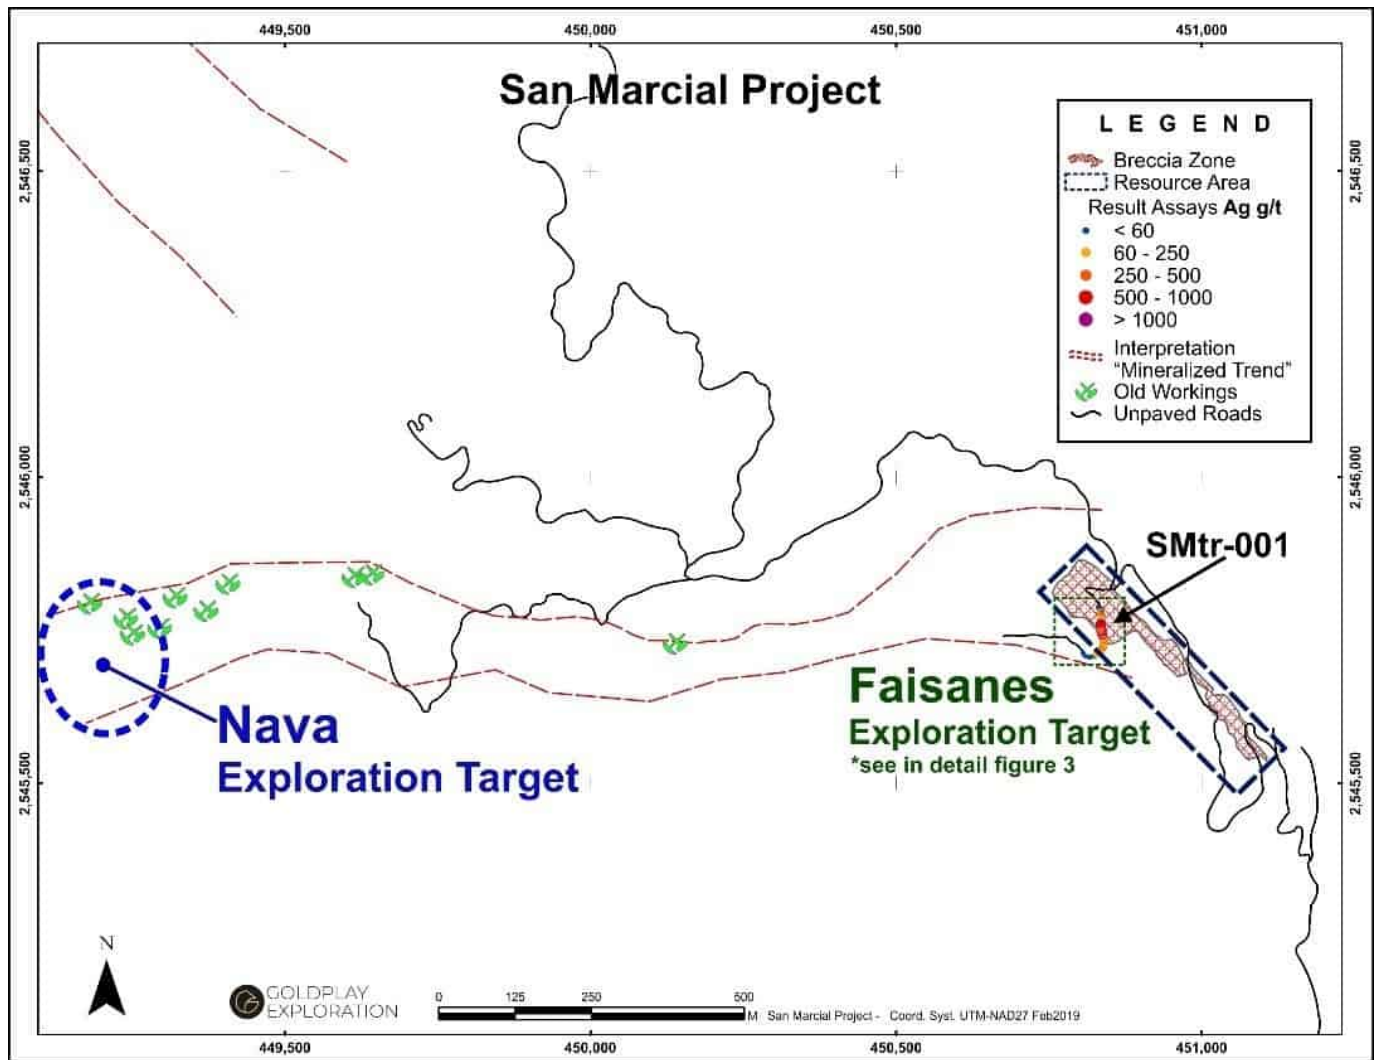 449,500 450,000 450,500 451,000
San Marcial Project
L E G E N D
Breccia Zone
Resource Area
Result Assays Ag g/t
< 60
60 - 250
250 - 500
500 - 1000
> 1000
Interpretation
“Mineralized Trend”
Old Workings
Unpaved Roads
2,546,500
2,546,500
2,546,000
2,546,000
SMtr-001
Faisanes
Exploration Target
*see in detail figure 3
Nava
Exploration Target
2,545,500
2,545,500
N
GOLDPLAY
EXPLORATION
0 125 250 500
M San Marcial Project - Coord. Syst. UTM-NAD27 Feb2019
449,500 450,000 450,500 451,000